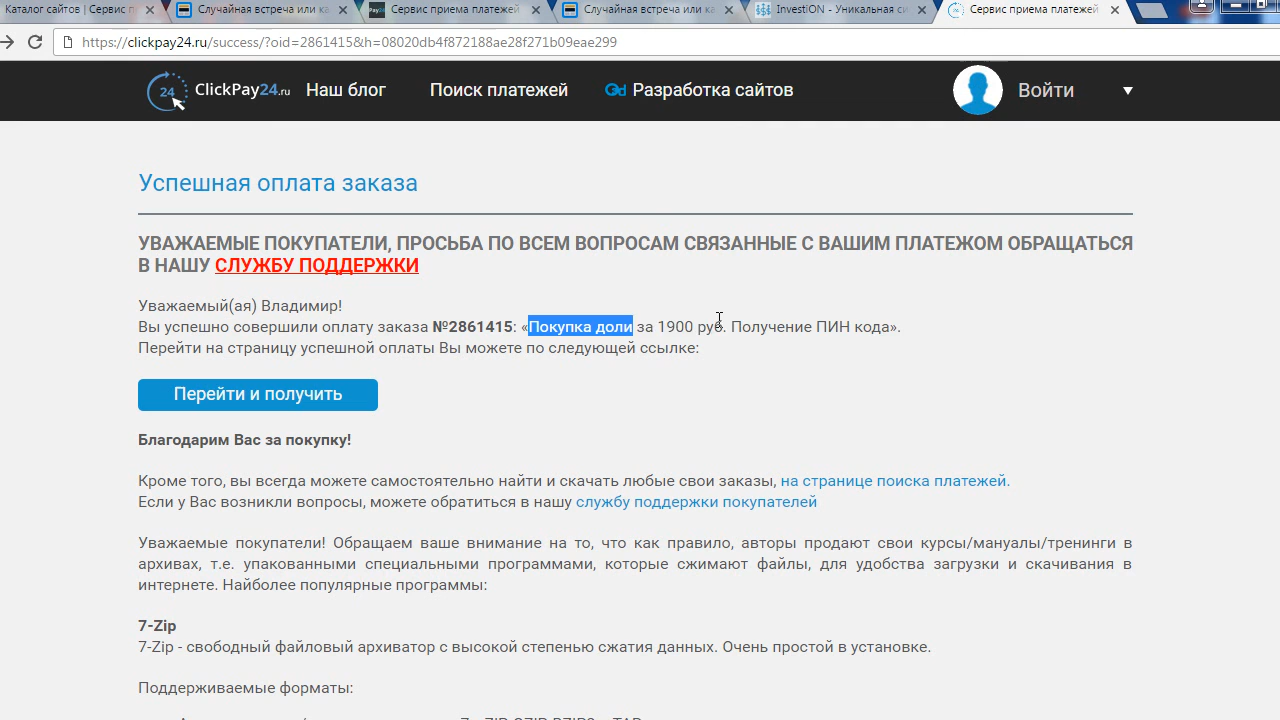 Каталог сайтов | Сервис п
Случайная встреча или ка
Сервис приема платежей
Случайная встреча или ка
InvestiON - Уникальная си
Сервис приема платежей
https://clickpay24.ru/success/?oid=2861415&h=08020db4f872188ae28f271b09eae299
24 ClickPay24.ru Наш блог Поиск платежей Gd Разработка сайтов Войти
Успешная оплата заказа
УВАЖАЕМЫЕ ПОКУПАТЕЛИ, ПРОСЬБА ПО ВСЕМ ВОПРОСАМ СВЯЗАННЫЕ С ВАШИМ ПЛАТЕЖОМ ОБРАЩАТЬСЯ
В НАШУ СЛУЖБУ ПОДДЕРЖКИ
Уважаемый(ая) Владимир!
Вы успешно совершили оплату заказа №2861415: «Покупка доли за 1900 руб. Получение ПИН кода».
Перейти на страницу успешной оплаты Вы можете по следующей ссылке:
Перейти и получить
Благодарим Вас за покупку!
Кроме того, вы всегда можете самостоятельно найти и скачать любые свои заказы, на странице поиска платежей.
Если у Вас возникли вопросы, можете обратиться в нашу службу поддержки покупателей
Уважаемые покупатели! Обращаем ваше внимание на то, что как правило, авторы продают свои курсы/мануалы/тренинги в
архивах, т.е. упакованными специальными программами, которые сжимают файлы, для удобства загрузки и скачивания в
интернете. Наиболее популярные программы:
7-Zip
7-Zip - свободный файловый архиватор с высокой степенью сжатия данных. Очень простой в установке.
Поддерживаемые форматы: